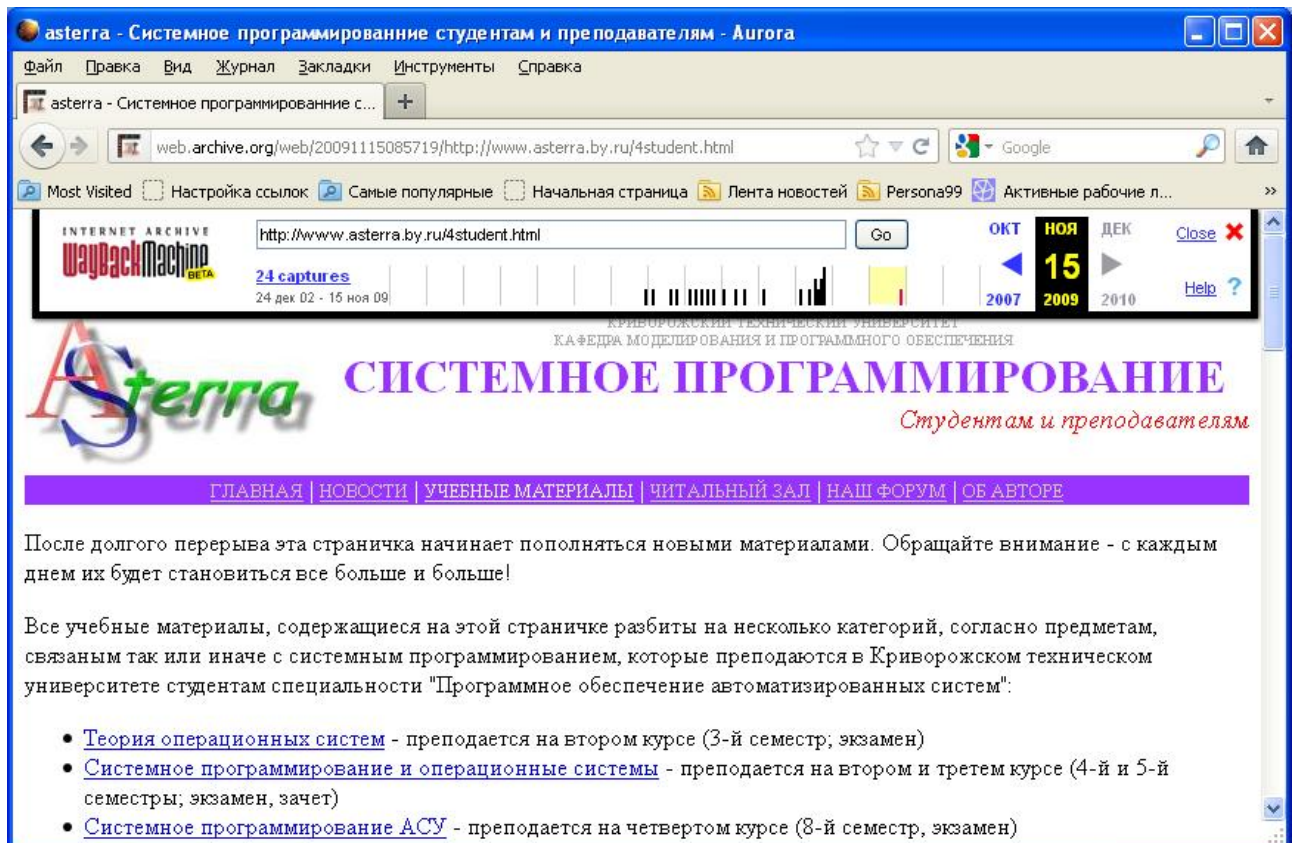 asterra - Системное программированние студентам и преподавателям - Aurora
Файл Правка Вид Журнал Закладки Инструменты Справка
asterra - Системное программированние с... +
web.archive.org/web/20091115085719/http://www.asterra.by.ru/4student.html Google
Most Visited Настройка ссылок Самые популярные Начальная страница Лента новостей Persona99 Активные рабочие л... »
INTERNET ARCHIVE http://www.asterra.by.ru/4student.html Go ОКТ НОЯ ДЕК Close
WayBackMachine BETA 24 captures 15 Help ?
24 дек 02 - 15 ноя 09 2007 2009 2010
КРИВОРОЖСКИЙ ТЕХНИЧЕСКИЙ УНИВЕРСИТЕТ
КАФЕДРА МОДЕЛИРОВАНИЯ И ПРОГРАММНОГО ОБЕСПЕЧЕНИЯ
Asterra СИСТЕМНОЕ ПРОГРАММИРОВАНИЕ
Студентам и преподавателям
ГЛАВНАЯ | НОВОСТИ | УЧЕБНЫЕ МАТЕРИАЛЫ | ЧИТАЛЬНЫЙ ЗАЛ | НАШ ФОРУМ | ОБ АВТОРЕ
После долгого перерыва эта страничка начинает пополняться новыми материалами. Обращайте внимание - с каждым
днем их будет становиться все больше и больше!
Все учебные материалы, содержащиеся на этой страничке разбиты на несколько категорий, согласно предметам,
связаным так или иначе с системным программированием, которые преподаются в Криворожском техническом
университете студентам специальности "Программное обеспечение автоматизированных систем":
• Теория операционных систем - преподается на втором курсе (3-й семестр; экзамен)
• Системное программирование и операционные системы - преподается на втором и третем курсе (4-й и 5-й
семестры; экзамен, зачет)
• Системное программирование АСУ - преподается на четвертом курсе (8-й семестр, экзамен)